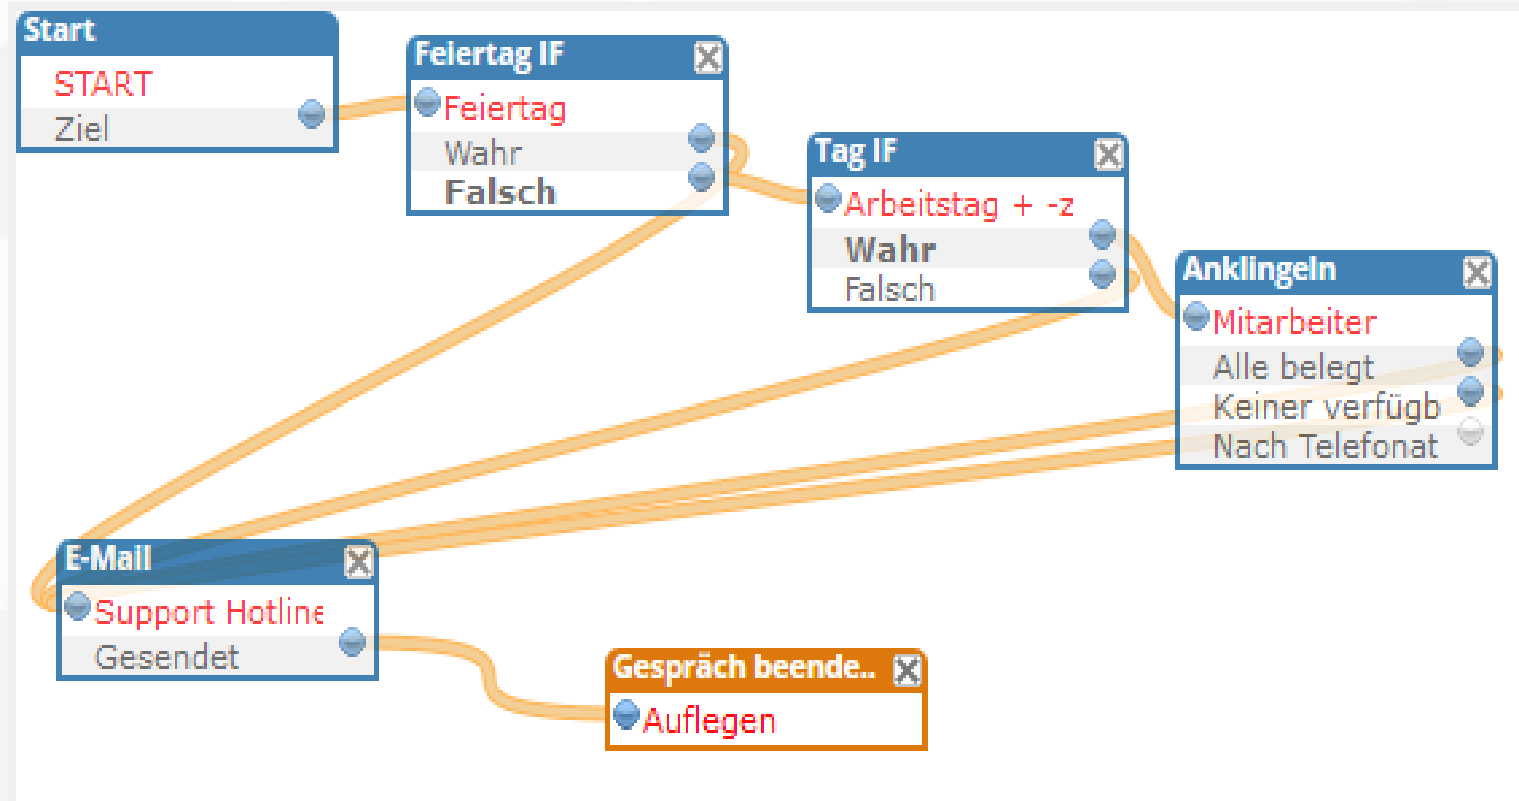 Start
START
Ziel
Feiertag IF
Feiertag
Wahr
Falsch
Tag IF
Arbeitstag + -z
Wahr
Falsch
Anklingeln
Mitarbeiter
Alle belegt
Keiner verfügb
Nach Telefonat
E-Mail
Support Hotline
Gesendet
Gespräch beende..
Auflegen